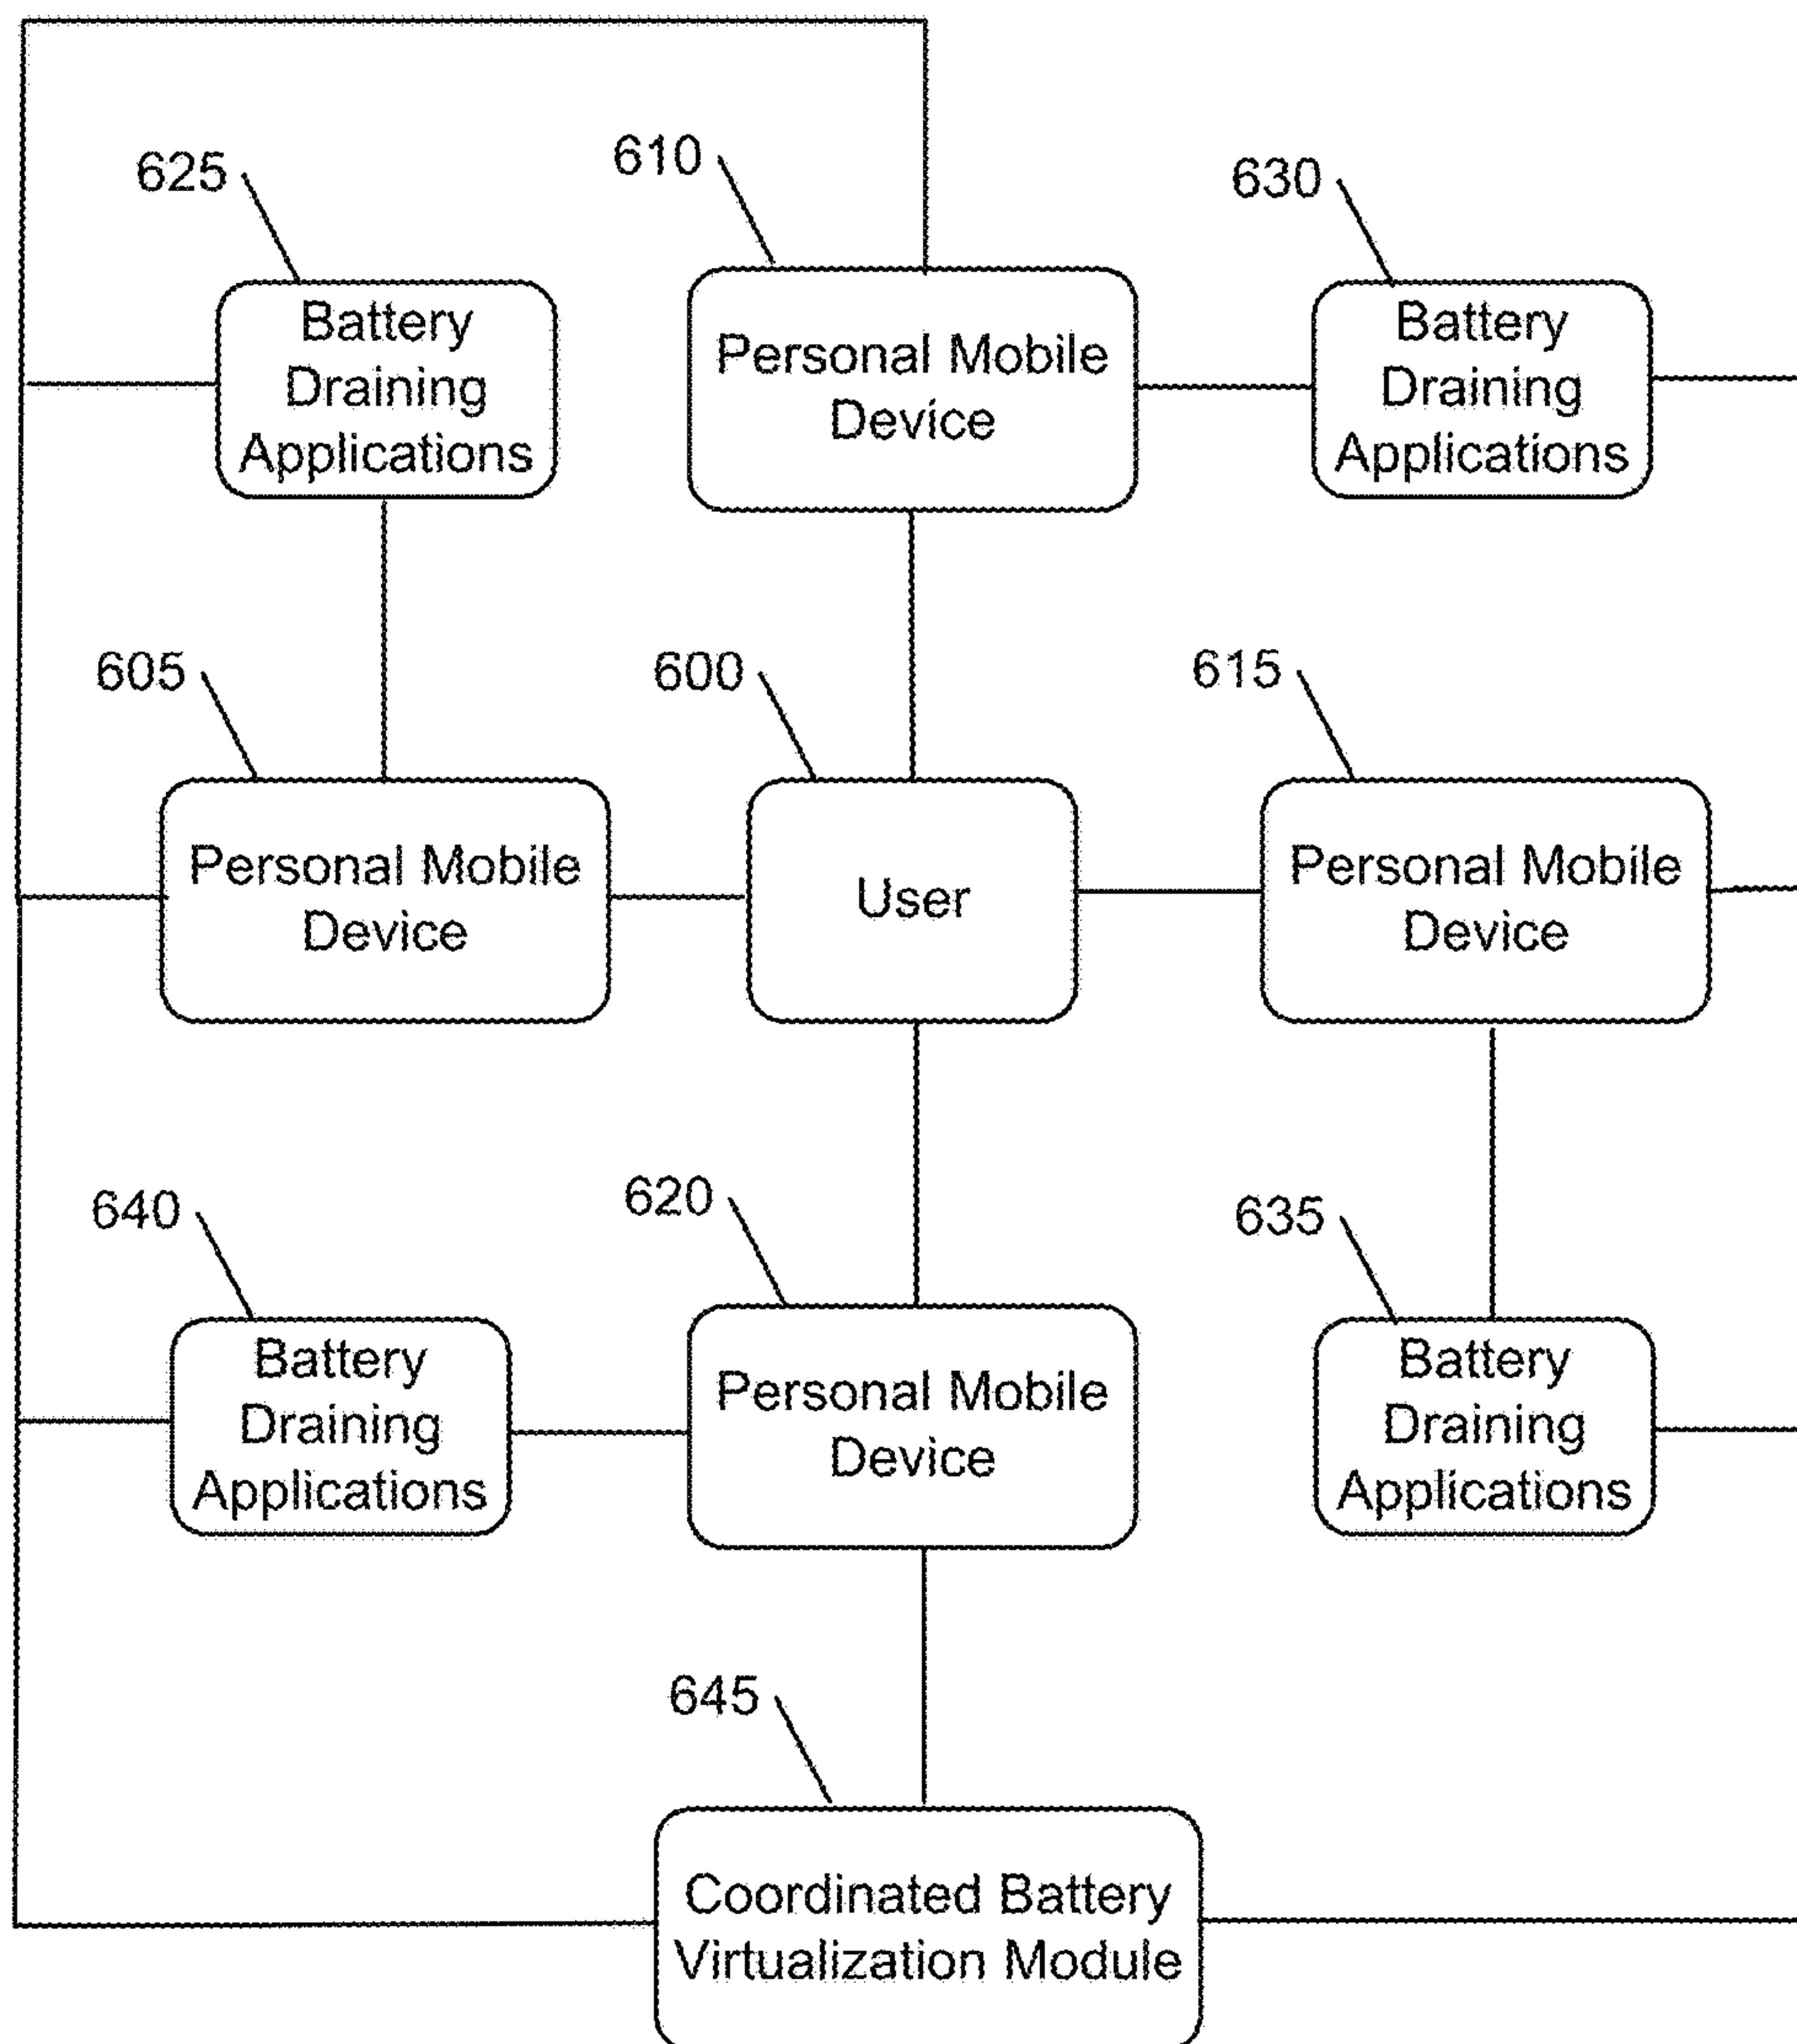 625
610
630
Battery
Draining
Applications
Personal Mobile
Device
Battery
Draining
Applications
605
600
615
Personal Mobile
Device
User
Personal Mobile
Device
640
620
635
Battery
Draining
Applications
Personal Mobile
Device
Battery
Draining
Applications
645
Coordinated Battery
Virtualization Module